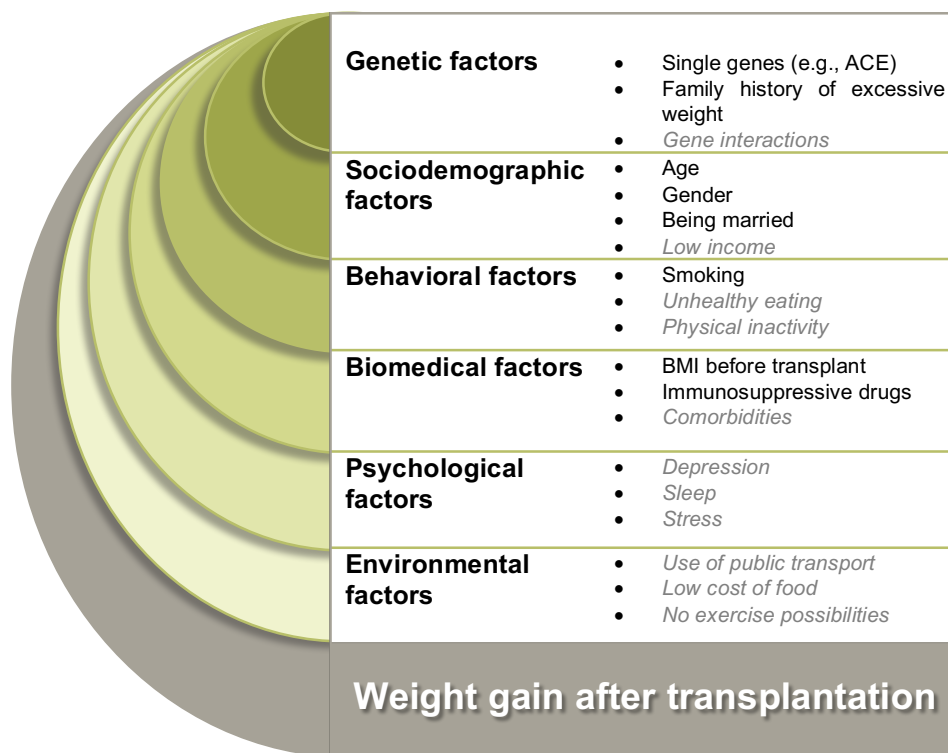 Genetic factors
• Single genes (e.g., ACE)
• Family history of excessive
weight
• Gene interactions
Sociodemographic
factors
• Age
• Gender
• Being married
• Low income
Behavioral factors
• Smoking
• Unhealthy eating
• Physical inactivity
Biomedical factors
• BMI before transplant
• Immunosuppressive drugs
• Comorbidities
Psychological
factors
• Depression
• Sleep
• Stress
Environmental
factors
• Use of public transport
• Low cost of food
• No exercise possibilities
Weight gain after transplantation